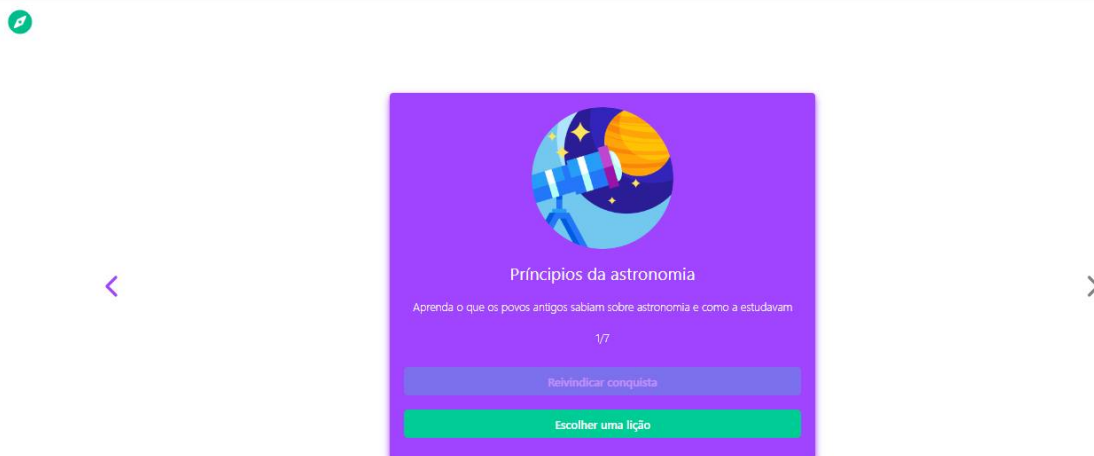 Príncipios da astronomia
Aprenda o que os povos antigos sabiam sobre astronomia e como a estudavam
1/7
Reivindicar conquista
Escolher uma lição